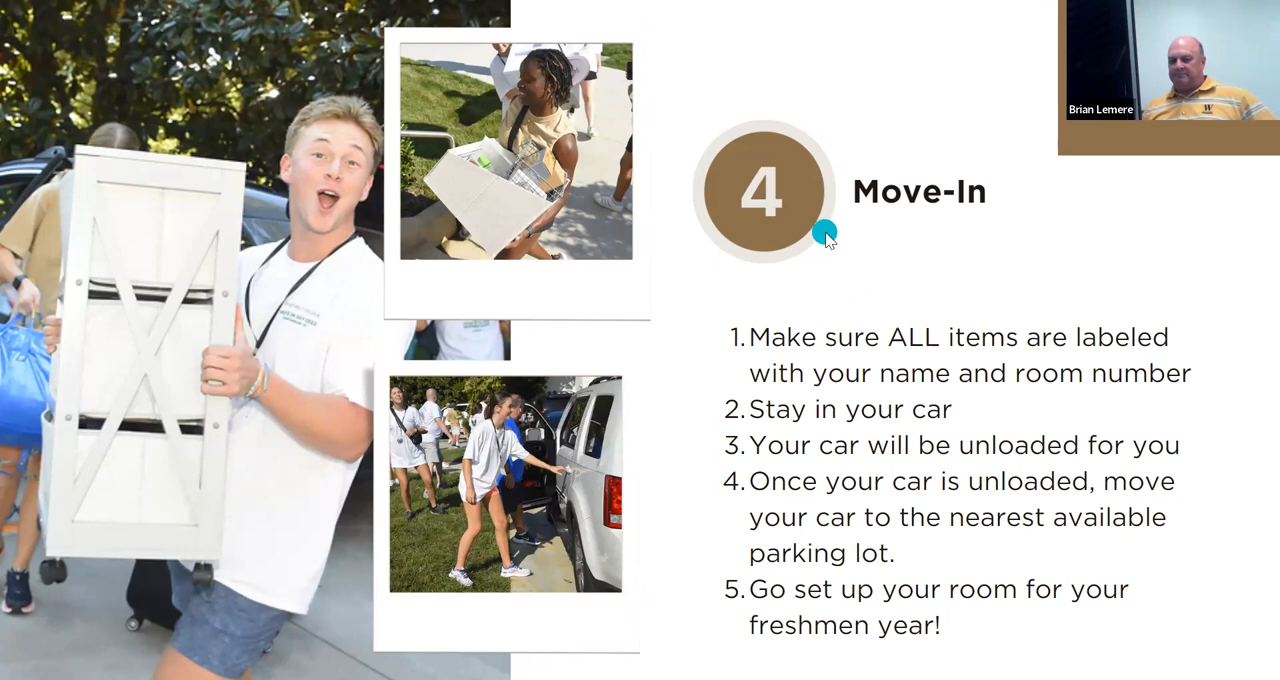 Brian Lemere
W
4
Move-In
1. Make sure ALL items are labeled
with your name and room number
2. Stay in your car
3. Your car will be unloaded for you
4. Once your car is unloaded, move
your car to the nearest available
parking lot.
5. Go set up your room for your
freshmen year!